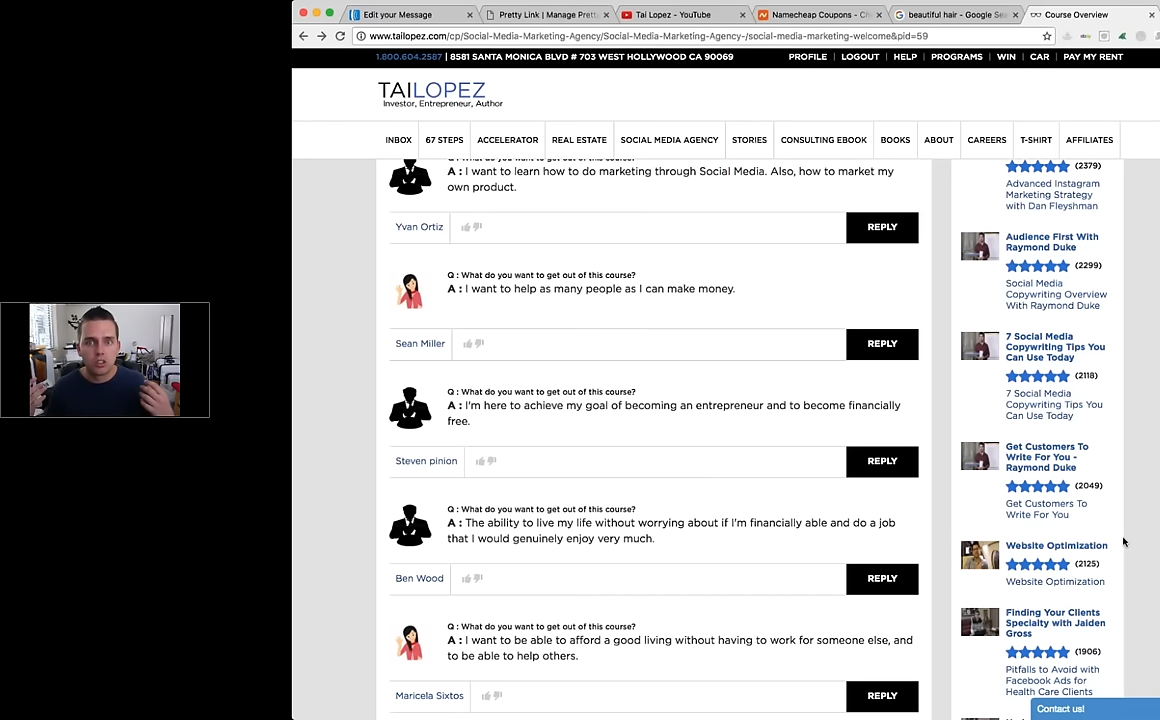 Edit your Message
Pretty Link | Manage Pretty
Tai Lopez - YouTube
Namecheap Coupons - Ch
beautiful hair - Google Sea
Course Overview
www.tailopez.com/cp/Social-Media-Marketing-Agency/Social-Media-Marketing-Agency-/social-media-marketing-welcome&pid=59
1.800.604.2587 | 8581 SANTA MONICA BLVD # 703 WEST HOLLYWOOD CA 90069
PROFILE | LOGOUT | HELP | PROGRAMS | WIN | CAR | PAY MY RENT
TAILOPEZ
Investor, Entrepreneur, Author
INBOX 67 STEPS ACCELERATOR REAL ESTATE SOCIAL MEDIA AGENCY STORIES CONSULTING EBOOK BOOKS ABOUT CAREERS T-SHIRT AFFILIATES
Q : What do you want to get out of this course?
A : I want to learn how to do marketing through Social Media. Also, how to market my
own product.
Yvan Ortiz
REPLY
Q : What do you want to get out of this course?
A : I want to help as many people as I can make money.
Sean Miller
REPLY
Q : What do you want to get out of this course?
A : I'm here to achieve my goal of becoming an entrepreneur and to become financially
free.
Steven pinion
REPLY
Q : What do you want to get out of this course?
A : The ability to live my life without worrying about if I'm financially able and do a job
that I would genuinely enjoy very much.
Ben Wood
REPLY
Q : What do you want to get out of this course?
A : I want to be able to afford a good living without having to work for someone else, and
to be able to help others.
Maricela Sixtos
REPLY
(2379)
Advanced Instagram
Marketing Strategy
with Dan Fleyshman
Audience First With
Raymond Duke
(2299)
Social Media
Copywriting Overview
With Raymond Duke
7 Social Media
Copywriting Tips You
Can Use Today
(2118)
7 Social Media
Copywriting Tips You
Can Use Today
Get Customers To
Write For You -
Raymond Duke
(2049)
Get Customers To
Write For You
Website Optimization
(2125)
Website Optimization
Finding Your Clients
Specialty with Jaiden
Gross
(1906)
Pitfalls to Avoid with
Facebook Ads for
Health Care Clients
Contact us!